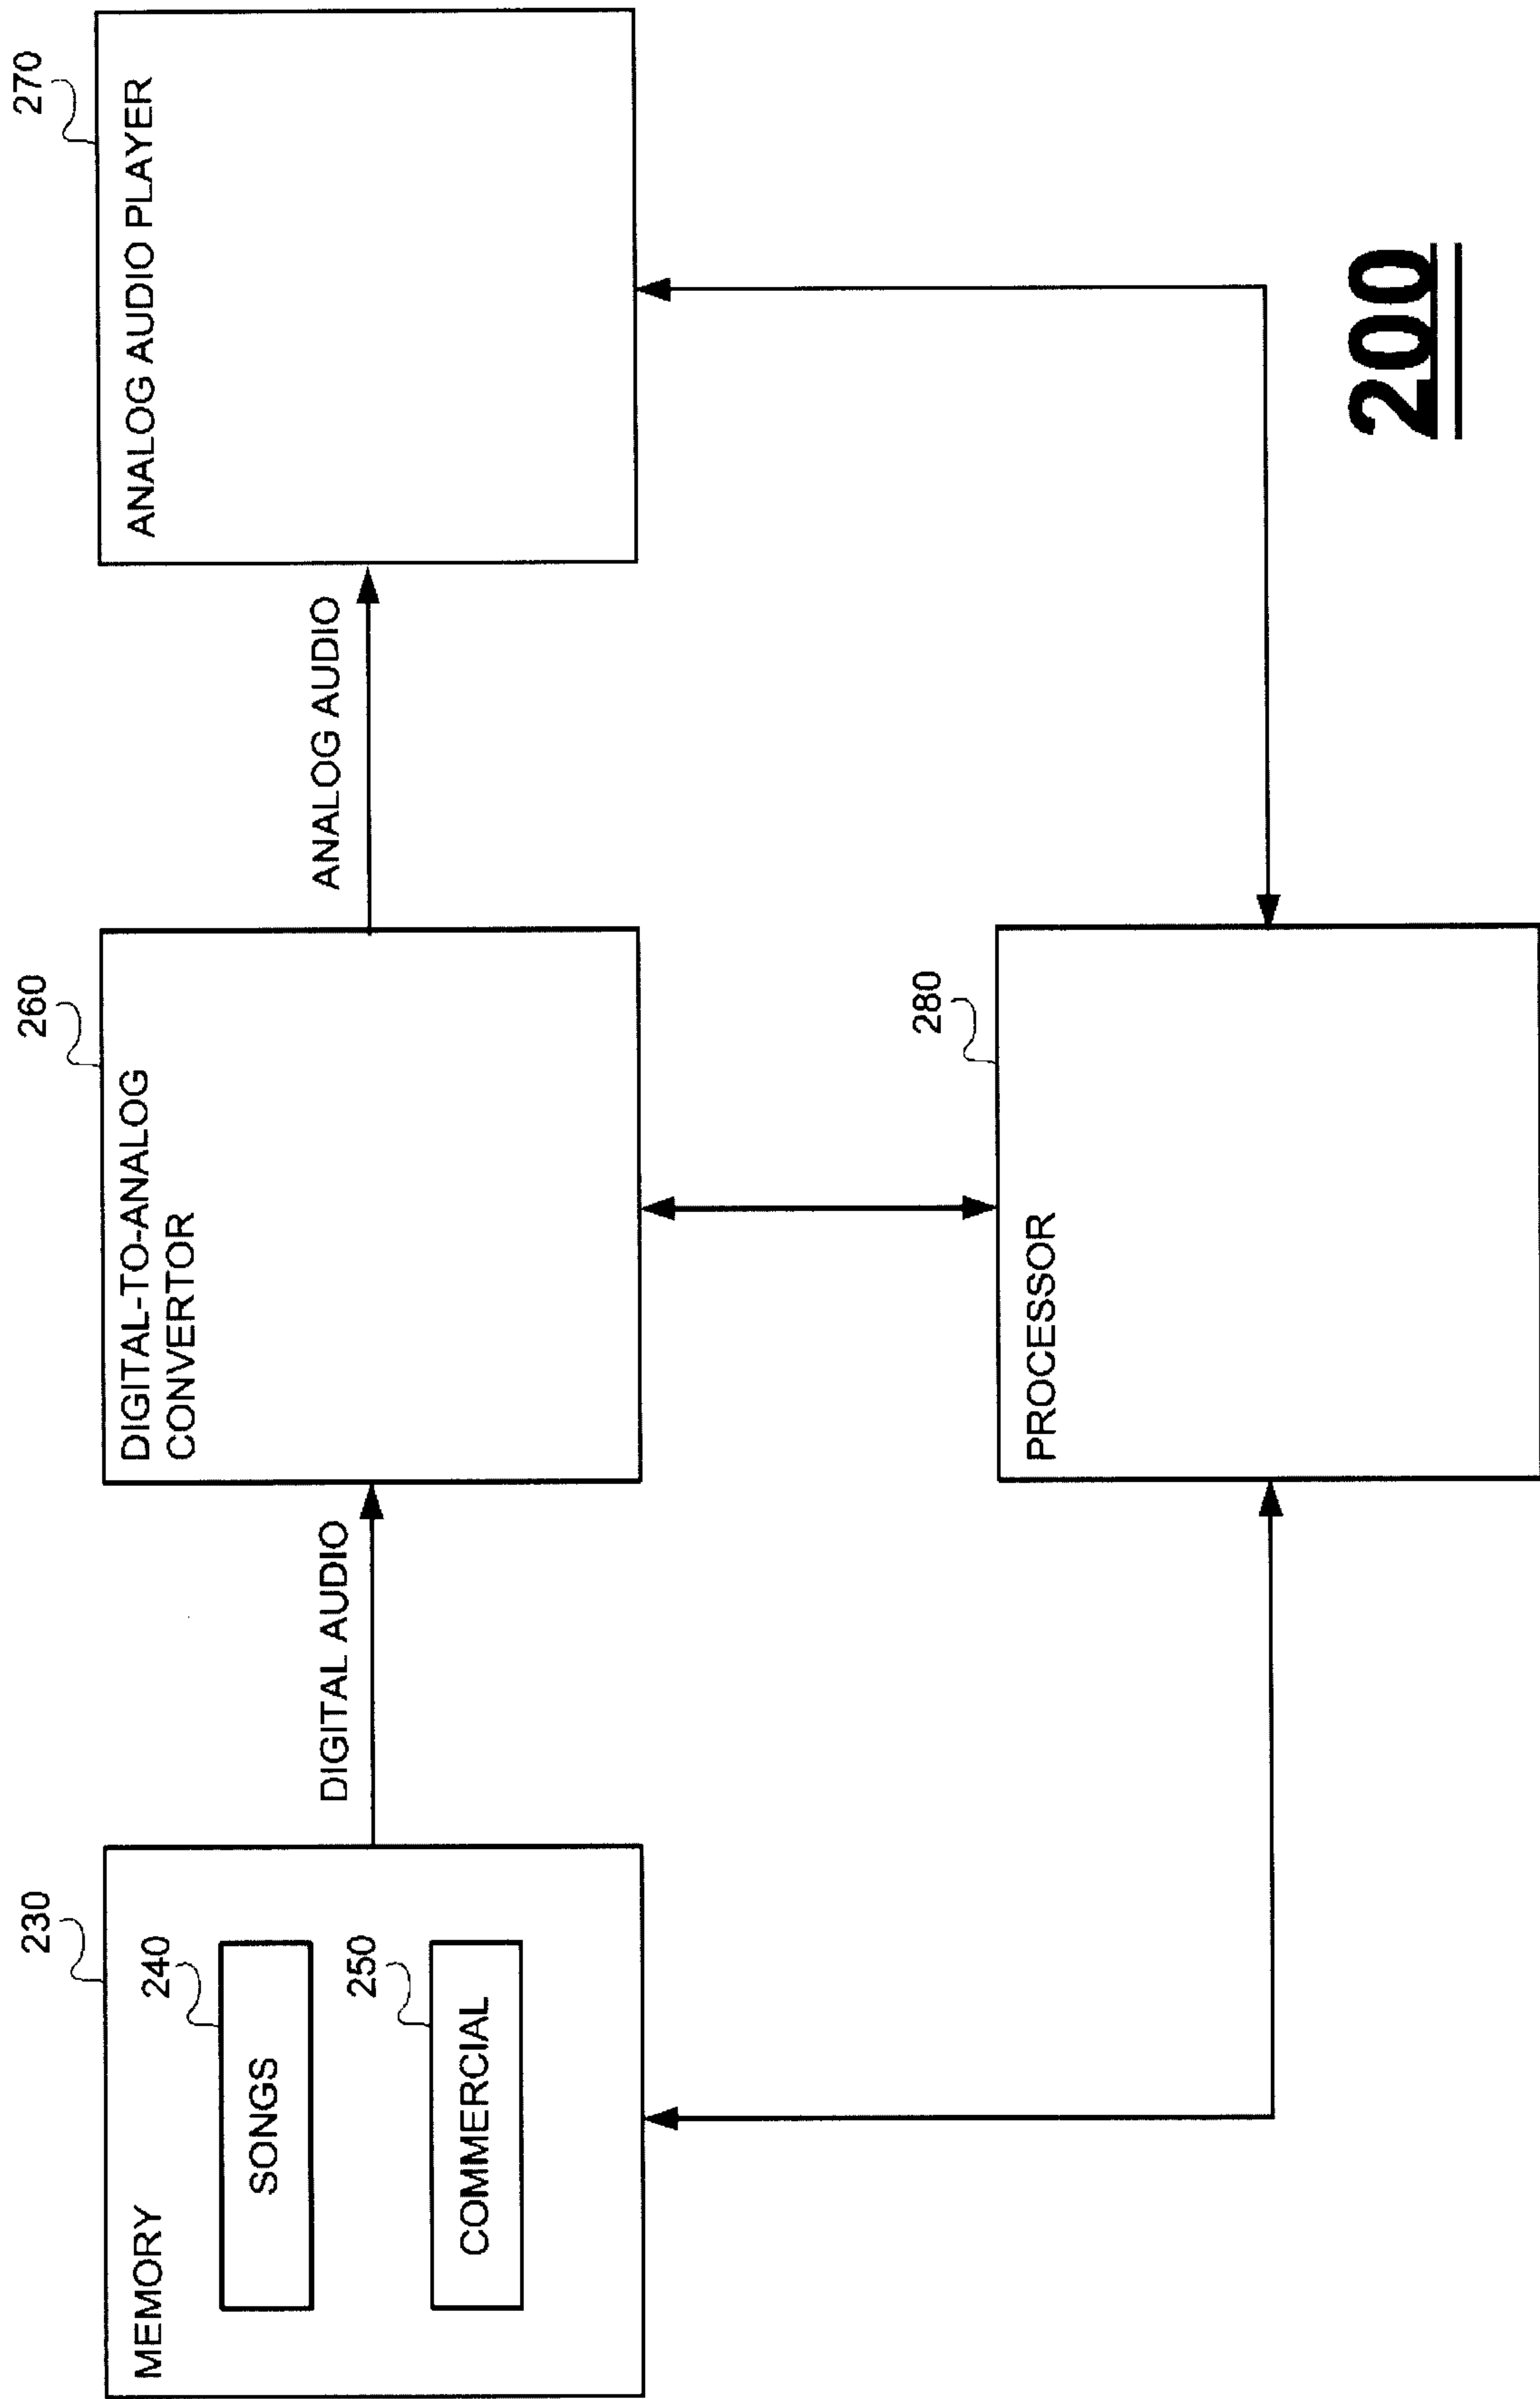 230
MEMORY
240
SONGS
250
COMMERCIAL
DIGITAL AUDIO
260
DIGITAL-TO-ANALOG
CONVERTOR
ANALOG AUDIO
270
ANALOG AUDIO PLAYER
280
PROCESSOR
200